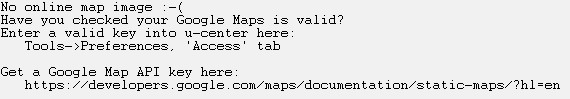 No online map image :-(
Have you checked your Google Maps is valid?
Enter a valid key into u-center here:
Tools->Preferences, 'Access' tab
Get a Google Map API key here:
https://developers.google.com/maps/documentation/static-maps/?hl=en